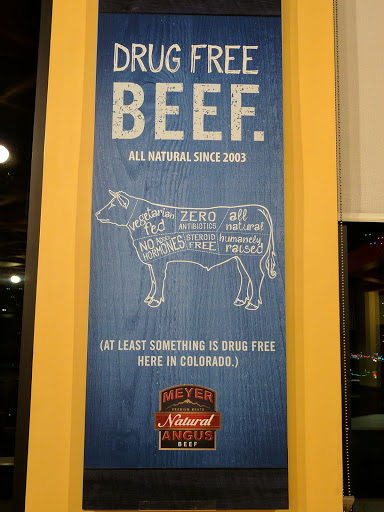 DRUG FREE
BEEF.
ALL NATURAL SINCE 2003
vegetarian
fed
ZERO
ANTIBIOTICS
all
natural
NO ADDED
HORMONES
STEROID
FREE
humanely
raised
(AT LEAST SOMETHING IS DRUG FREE
HERE IN COLORADO.)
MEYER
PREMIUM MEATS
Natural
ANGUS
BEEF